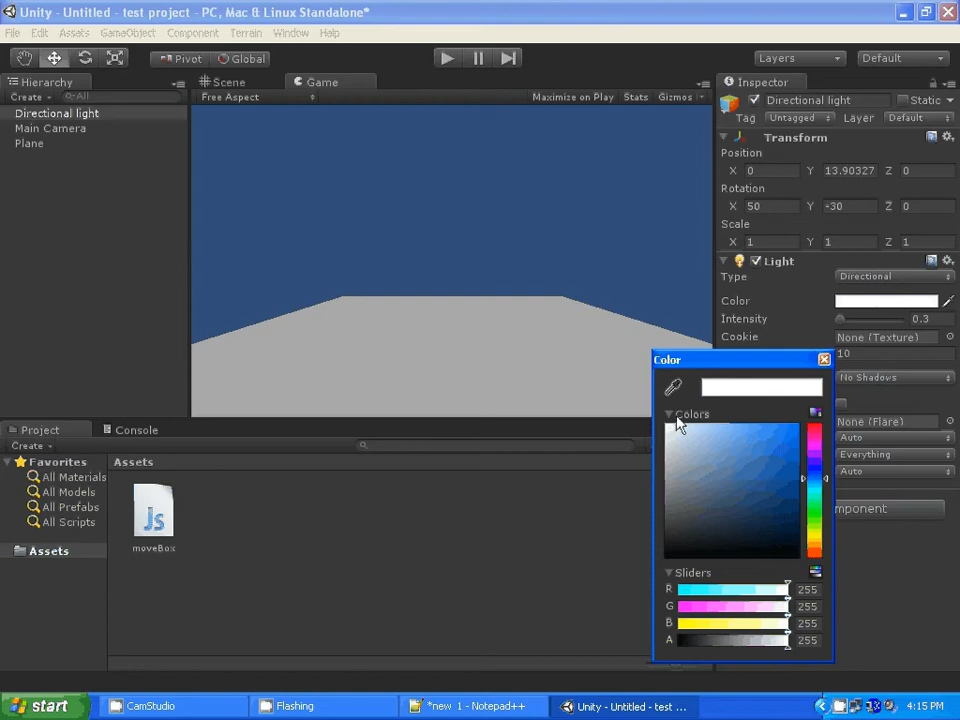 Unity - Untitled - test project - PC, Mac & Linux Standalone*
File Edit Assets GameObject Component Terrain Window Help
Pivot Global Layers Default
Hierarchy Scene Game Inspector
Create All Free Aspect Maximize on Play Stats Gizmos
Directional light Directional light Static
Main Camera Tag Untagged Layer Default
Plane Transform
Position
X 0 Y 13.90327 Z 0
Rotation
X 50 Y -30 Z 0
Scale
X 1 Y 1 Z 1
Light
Type Directional
Color
Intensity 0.3
Cookie None (Texture)
10
No Shadows
None (Flare)
Auto
Everything
Auto
mponent
Color
Colors
Sliders
R 255
G 255
B 255
A 255
Project Console
Create
Favorites Assets
All Materials
All Models
All Prefabs
All Scripts
Assets
Js
moveBox
start CamStudio Flashing *new 1 - Notepad++ Unity - Untitled - test ... 4:15 PM